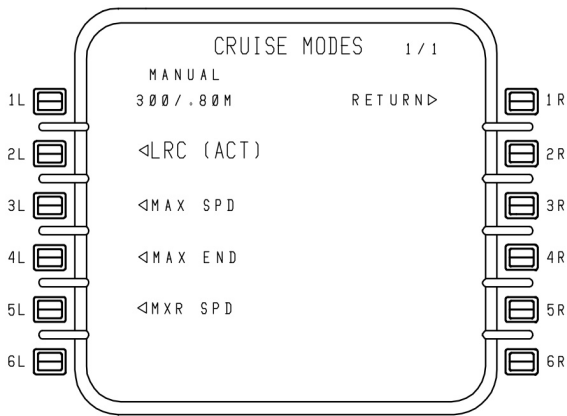 CRUISE MODES 1/1
MANUAL
1L 300/.80M RETURN▷ 1R
2L ◁LRC (ACT) 2R
3L ◁MAX SPD 3R
4L ◁MAX END 4R
5L ◁MXR SPD 5R
6L 6R